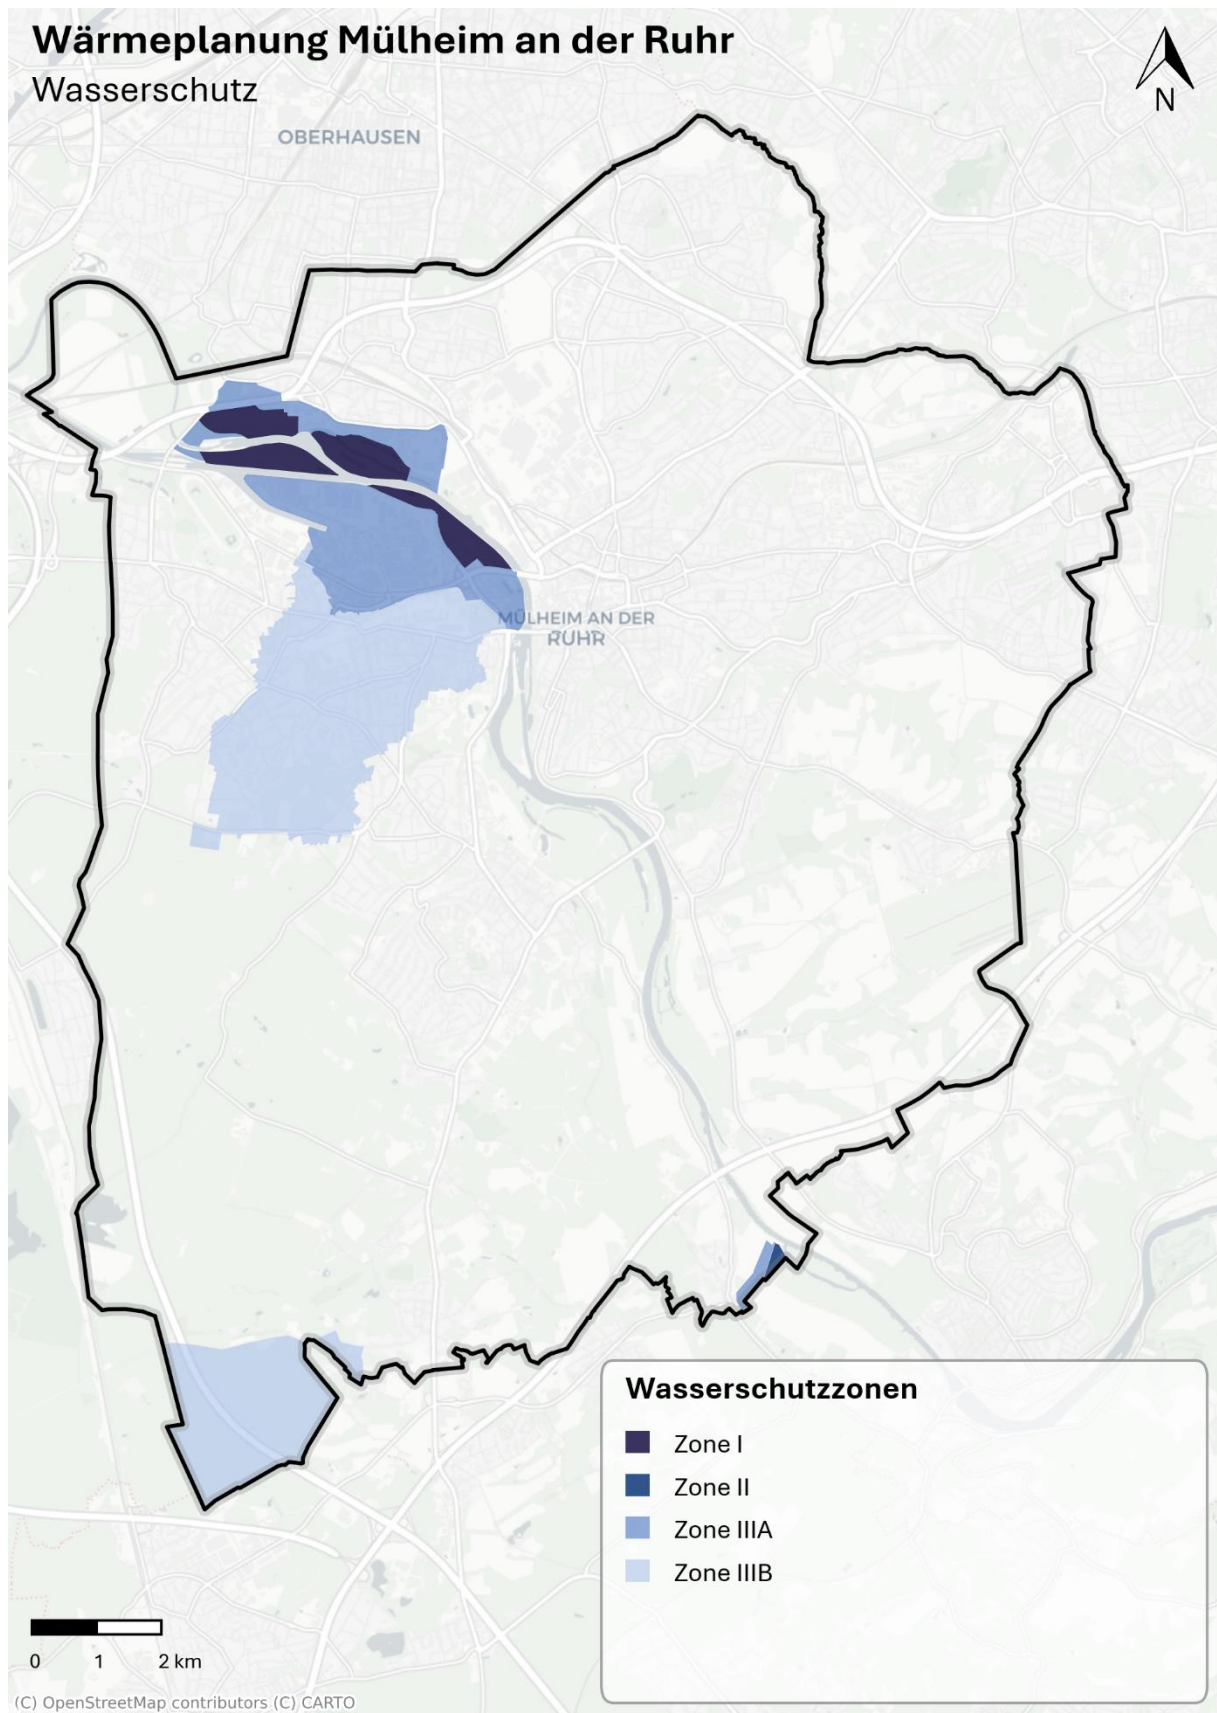 Wärmeplanung Mülheim an der Ruhr
Wasserschutz
N
OBERHAUSEN
MÜLHEIM AN DER
RUHR
Wasserschutzzonen
Zone I
Zone II
Zone IIIA
Zone IIIB
0 1 2 km
(C) OpenStreetMap contributors (C) CARTO